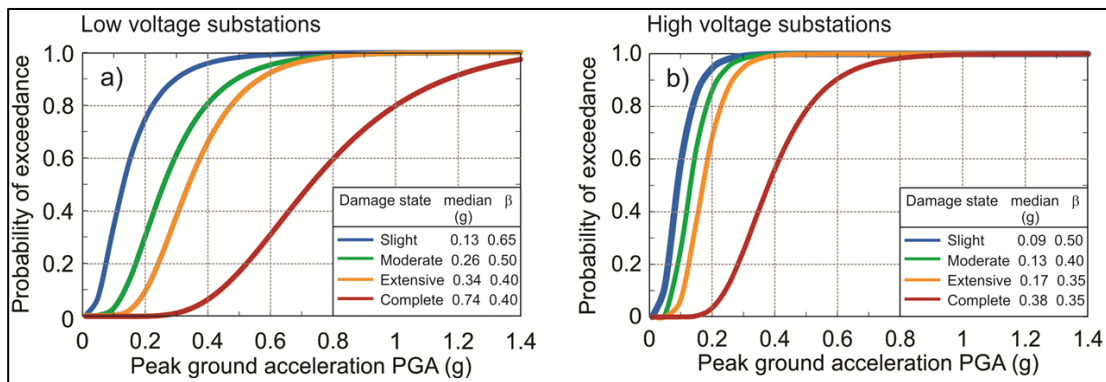 Low voltage substations
a)
Probability of exceedance
1.0
0.8
0.6
0.4
0.2
0
0 0.2 0.4 0.6 0.8 1 1.2 1.4
Peak ground acceleration PGA (g)
Damage state median β
(g)
Slight 0.13 0.65
Moderate 0.26 0.50
Extensive 0.34 0.40
Complete 0.74 0.40
High voltage substations
b)
Probability of exceedance
1.0
0.8
0.6
0.4
0.2
0
0 0.2 0.4 0.6 0.8 1 1.2 1.4
Peak ground acceleration PGA (g)
Damage state median β
(g)
Slight 0.09 0.50
Moderate 0.13 0.40
Extensive 0.17 0.35
Complete 0.38 0.35